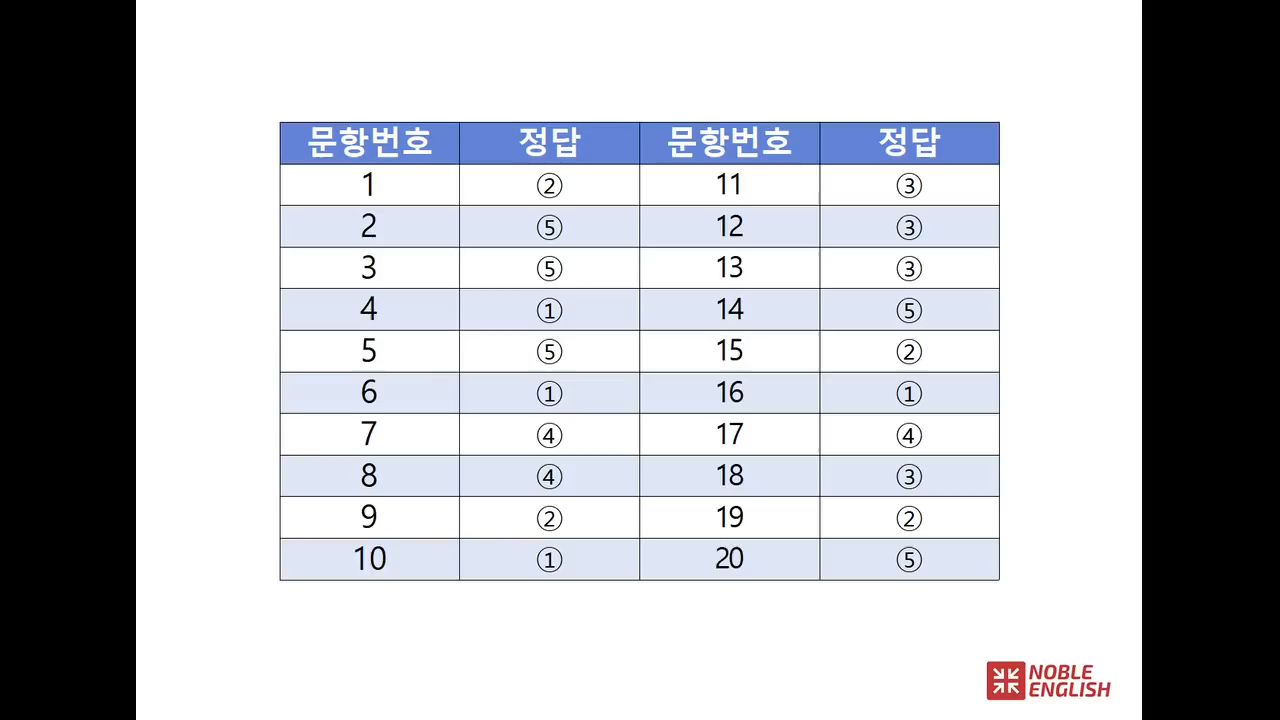 문항번호 정답 문항번호 정답
1 ② 11 ③
2 ⑤ 12 ③
3 ⑤ 13 ③
4 ① 14 ⑤
5 ⑤ 15 ②
6 ① 16 ①
7 ④ 17 ④
8 ④ 18 ③
9 ② 19 ②
10 ① 20 ⑤
NOBLE
ENGLISH